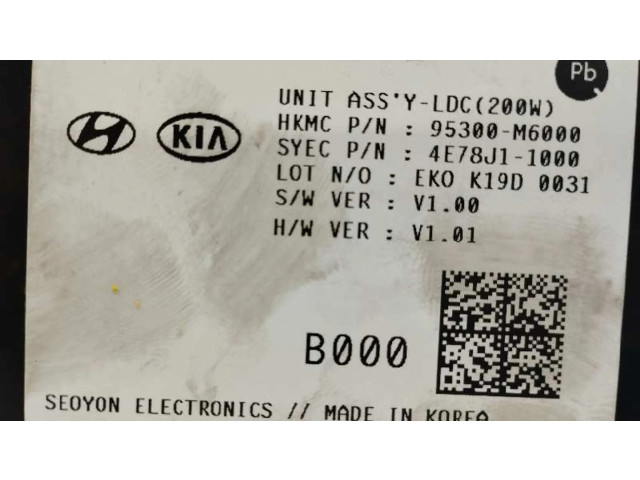 Pb
UNIT ASS'Y-LDC(200W)
HKMC P/N : 95300-M6000
SYEC P/N : 4E78J1-1000
LOT N/O : EKO K19D 0031
S/W VER : V1.00
H/W VER : V1.01
KIA
B000
SEOYON ELECTRONICS // MADE IN KOREA